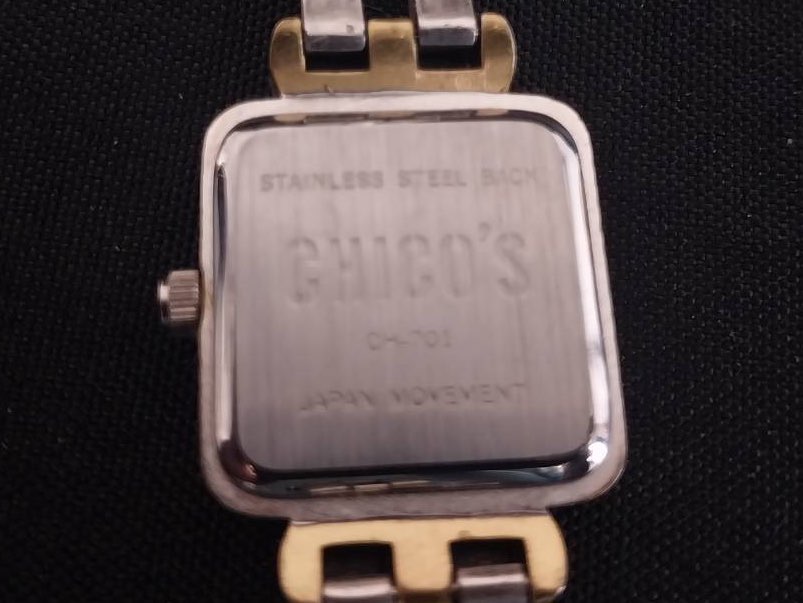 STAINLESS STEEL BACK
CHICO'S
CH-701
JAPAN MOVEMENT